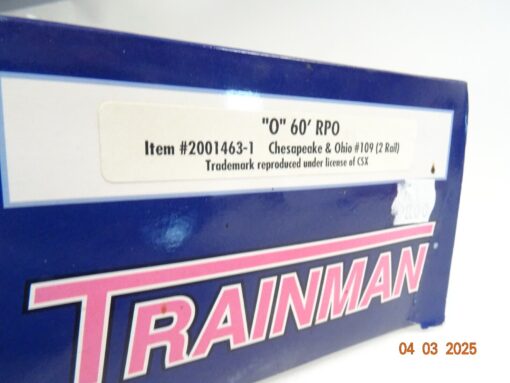 "O" 60' RPO
Item #2001463-1 Chesapeake & Ohio #109 (2 Rail)
Trademark reproduced under license of CSX
TRAINMAN®
04 03 2025